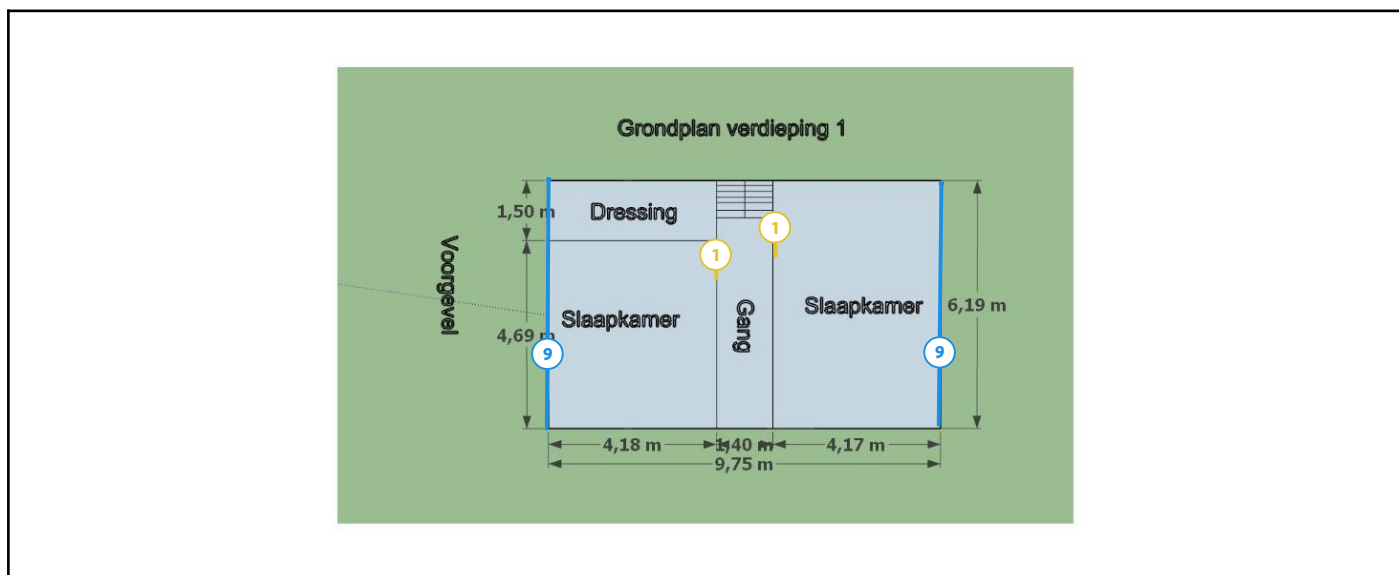 Grondplan verdieping 1
1,50 m
Dressing
1
1
Voorgevel
Slaapkamer
Gang
Slaapkamer
6,19 m
4,69 m
9
9
4,18 m
1,40 m
4,17 m
9,75 m